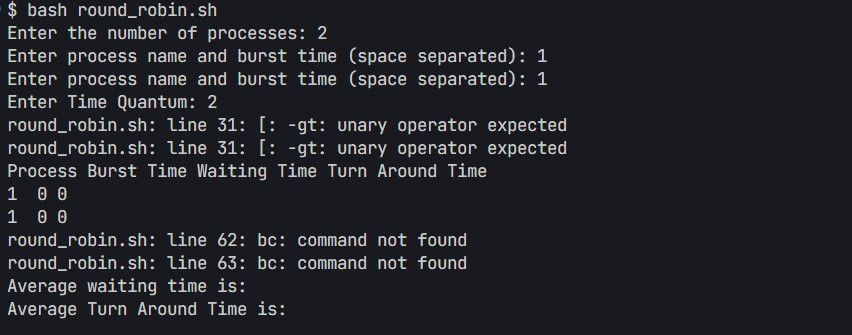 $ bash round_robin.sh
Enter the number of processes: 2
Enter process name and burst time (space separated): 1
Enter process name and burst time (space separated): 1
Enter Time Quantum: 2
round_robin.sh: line 31: [: -gt: unary operator expected
round_robin.sh: line 31: [: -gt: unary operator expected
Process Burst Time Waiting Time Turn Around Time
1  0 0
1  0 0
round_robin.sh: line 62: bc: command not found
round_robin.sh: line 63: bc: command not found
Average waiting time is:
Average Turn Around Time is: